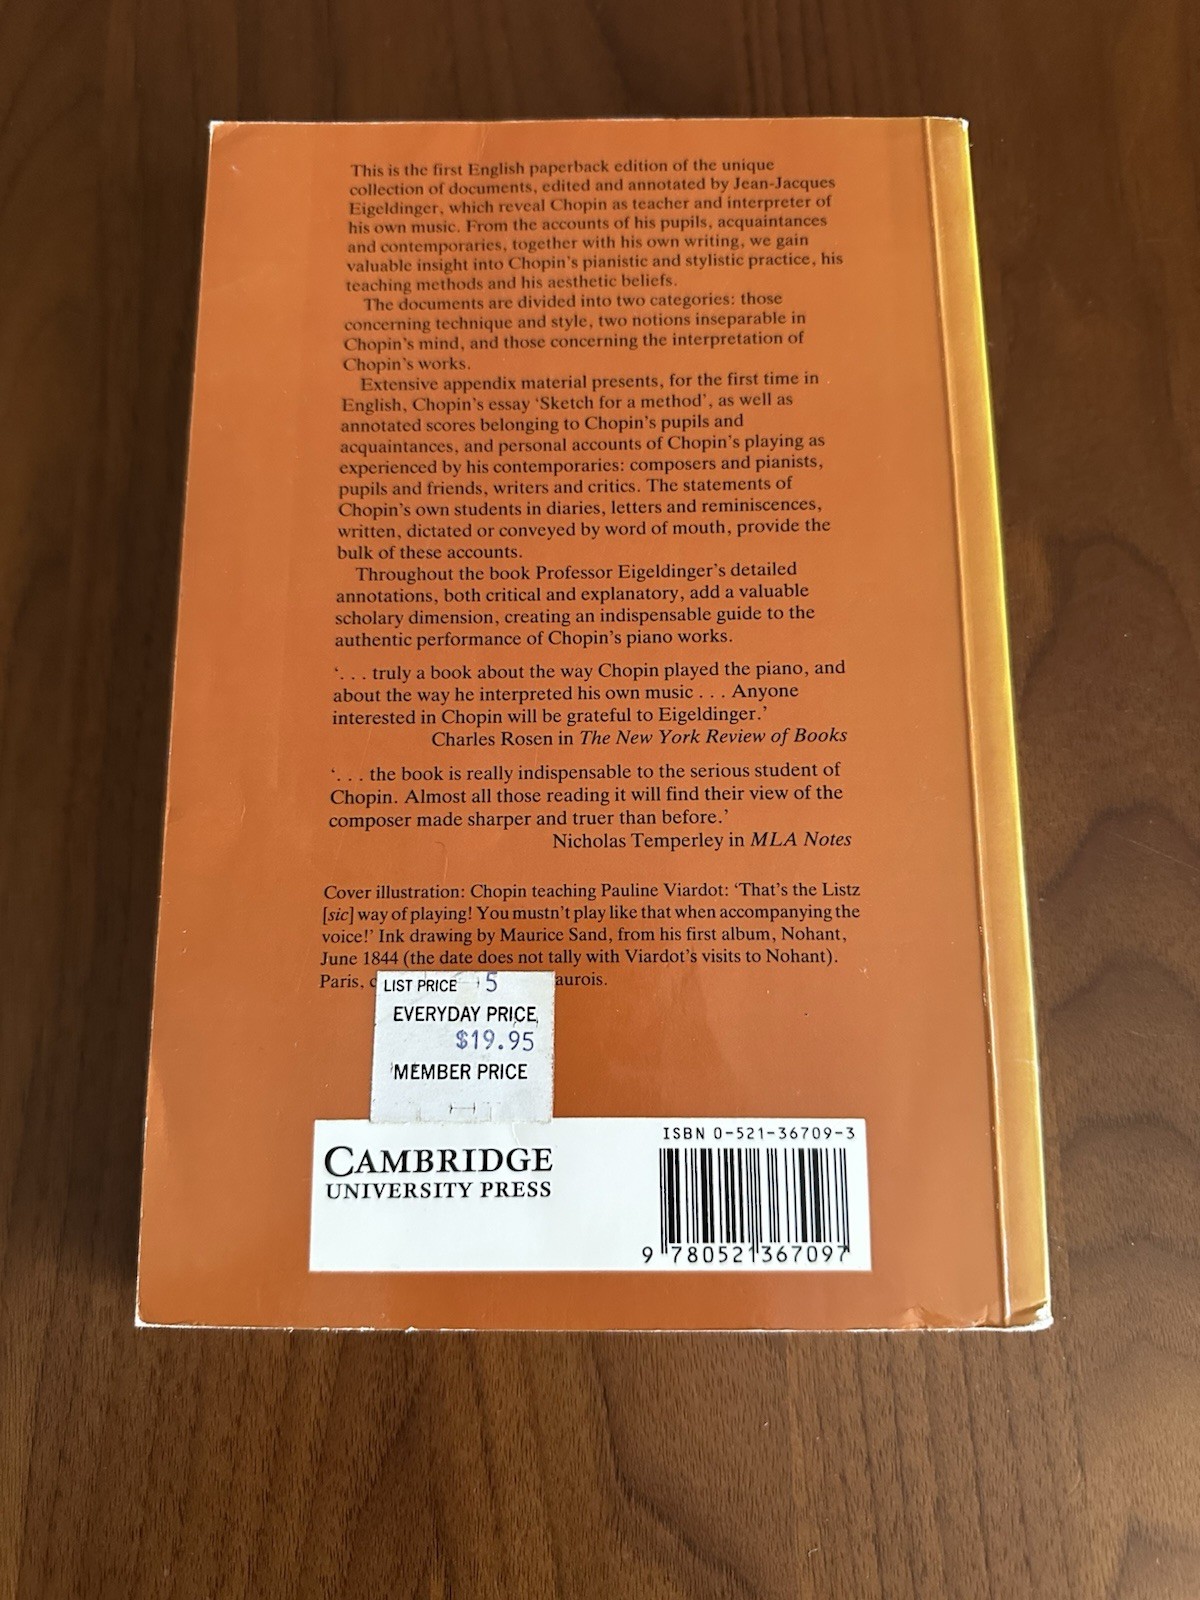 This is the first English paperback edition of the unique
collection of documents, edited and annotated by Jean-Jacques
Eigeldinger, which reveal Chopin as teacher and interpreter of
his own music. From the accounts of his pupils, acquaintances
and contemporaries, together with his own writing, we gain
valuable insight into Chopin's pianistic and stylistic practice, his
teaching methods and his aesthetic beliefs.
The documents are divided into two categories: those
concerning technique and style, two notions inseparable in
Chopin's mind, and those concerning the interpretation of
Chopin's works.
Extensive appendix material presents, for the first time in
English, Chopin's essay 'Sketch for a method', as well as
annotated scores belonging to Chopin's pupils and
acquaintances, and personal accounts of Chopin's playing as
experienced by his contemporaries: composers and pianists,
pupils and friends, writers and critics. The statements of
Chopin's own students in diaries, letters and reminiscences,
written, dictated or conveyed by word of mouth, provide the
bulk of these accounts.
Throughout the book Professor Eigeldinger's detailed
annotations, both critical and explanatory, add a valuable
scholary dimension, creating an indispensable guide to the
authentic performance of Chopin's piano works.
'. . . truly a book about the way Chopin played the piano, and
about the way he interpreted his own music . . . Anyone
interested in Chopin will be grateful to Eigeldinger.'
Charles Rosen in The New York Review of Books
'. . . the book is really indispensable to the serious student of
Chopin. Almost all those reading it will find their view of the
composer made sharper and truer than before.'
Nicholas Temperley in MLA Notes
Cover illustration: Chopin teaching Pauline Viardot: 'That's the Listz
[sic] way of playing! You mustn't play like that when accompanying the
voice!' Ink drawing by Maurice Sand, from his first album, Nohant,
June 1844 (the date does not tally with Viardot's visits to Nohant).
Paris, c aurois.
LIST PRICE 5
EVERYDAY PRICE
$19.95
MEMBER PRICE
CAMBRIDGE
UNIVERSITY PRESS
ISBN 0-521-36709-3
9 780521 367097